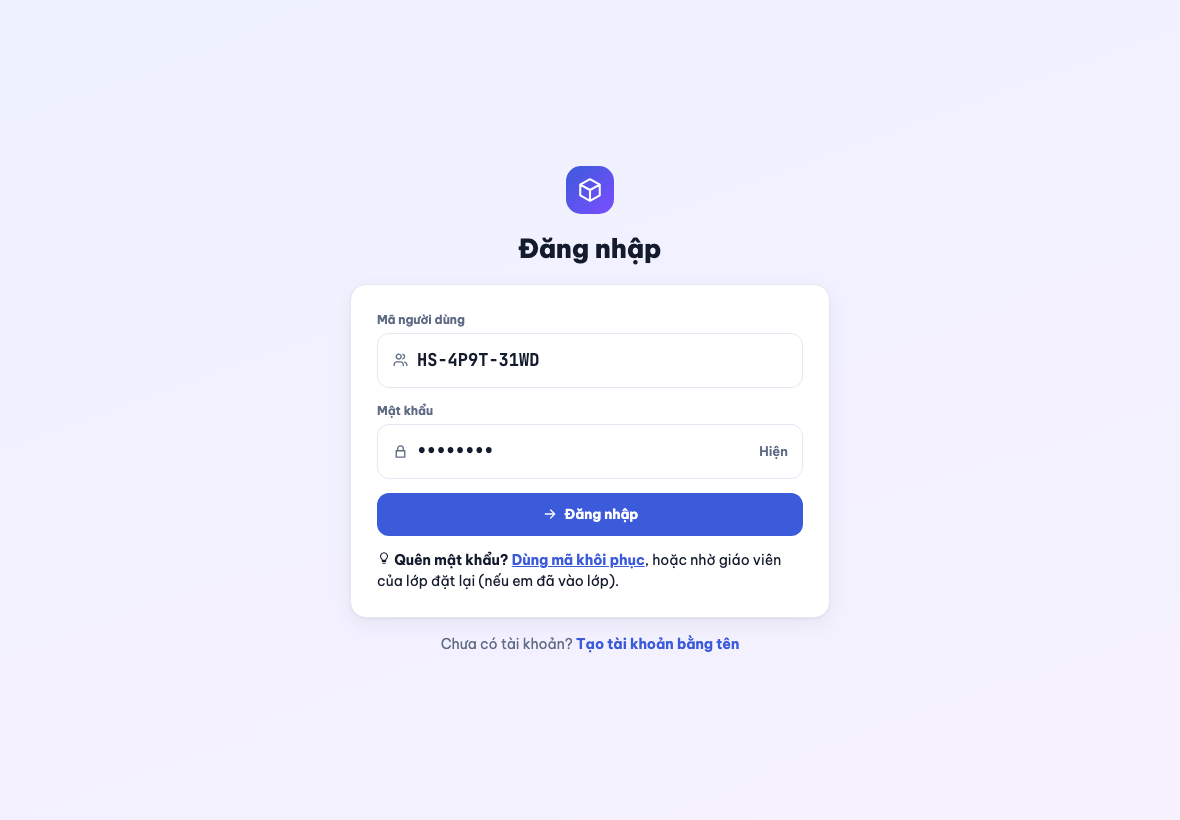 Đăng nhập
Mã người dùng
HS-4P9T-31WD
Mật khẩu
•••••••• Hiện
→ Đăng nhập
Quên mật khẩu? Dùng mã khôi phục, hoặc nhờ giáo viên
của lớp đặt lại (nếu em đã vào lớp).
Chưa có tài khoản? Tạo tài khoản bằng tên